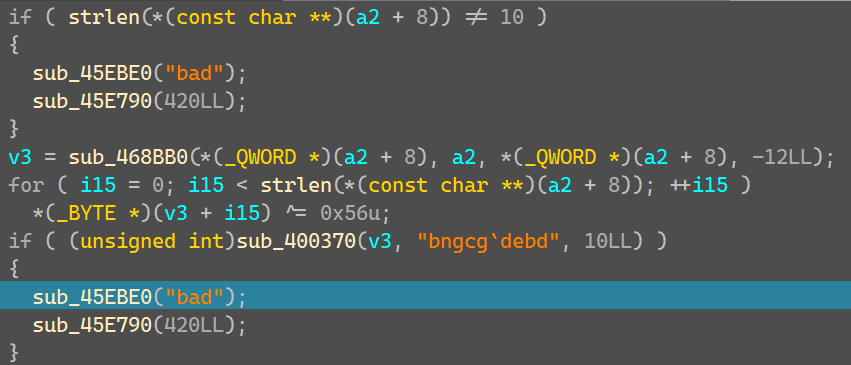 if ( strlen(*(const char **)(a2 + 8)) ≠ 10 )
{
sub_45EBE0("bad");
sub_45E790(420LL);
}
v3 = sub_468BB0(*(_QWORD *)(a2 + 8), a2, *(_QWORD *)(a2 + 8), -12LL);
for ( i15 = 0; i15 < strlen(*(const char **)(a2 + 8)); ++i15 )
*(_BYTE *)(v3 + i15) ^= 0x56u;
if ( (unsigned int)sub_400370(v3, "bngcg`debd", 10LL) )
{
sub_45EBE0("bad");
sub_45E790(420LL);
}